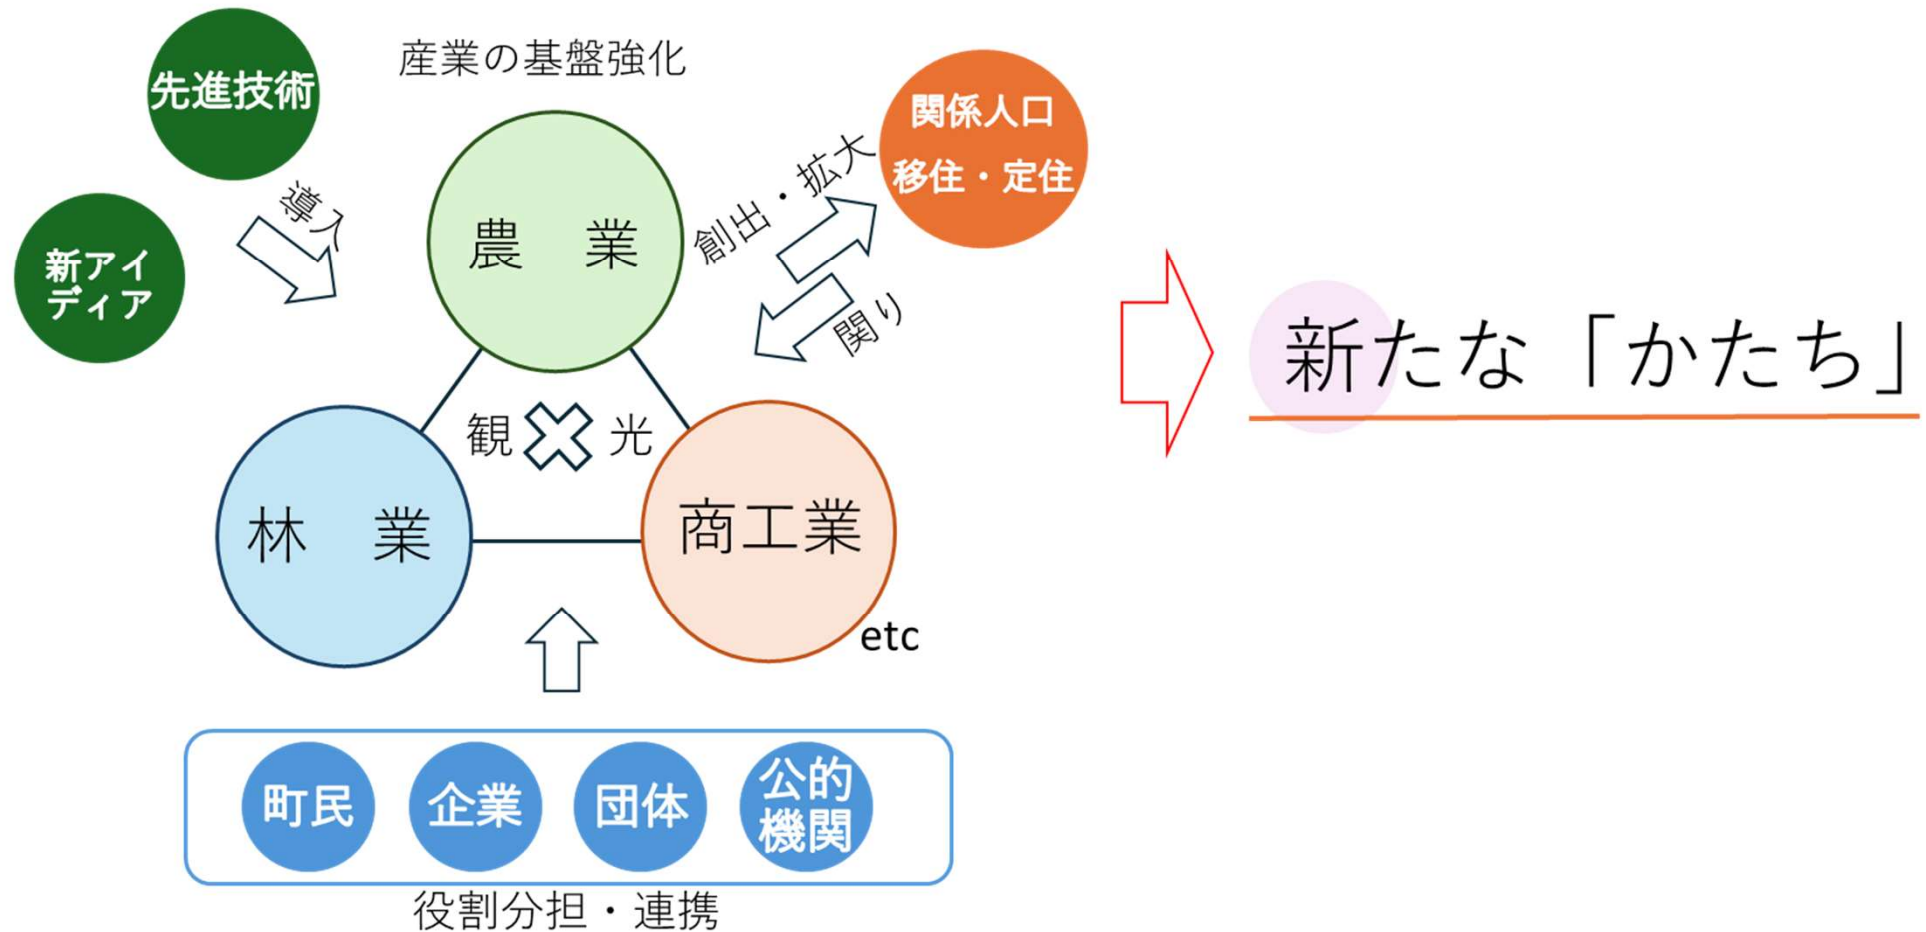 先進技術
産業の基盤強化
関係人口
移住・定住
新アイ
ディア
導入
農　業
創出・拡大
関り
新たな「かたち」
観
光
林　業
商工業
etc
町民
企業
団体
公的
機関
役割分担・連携